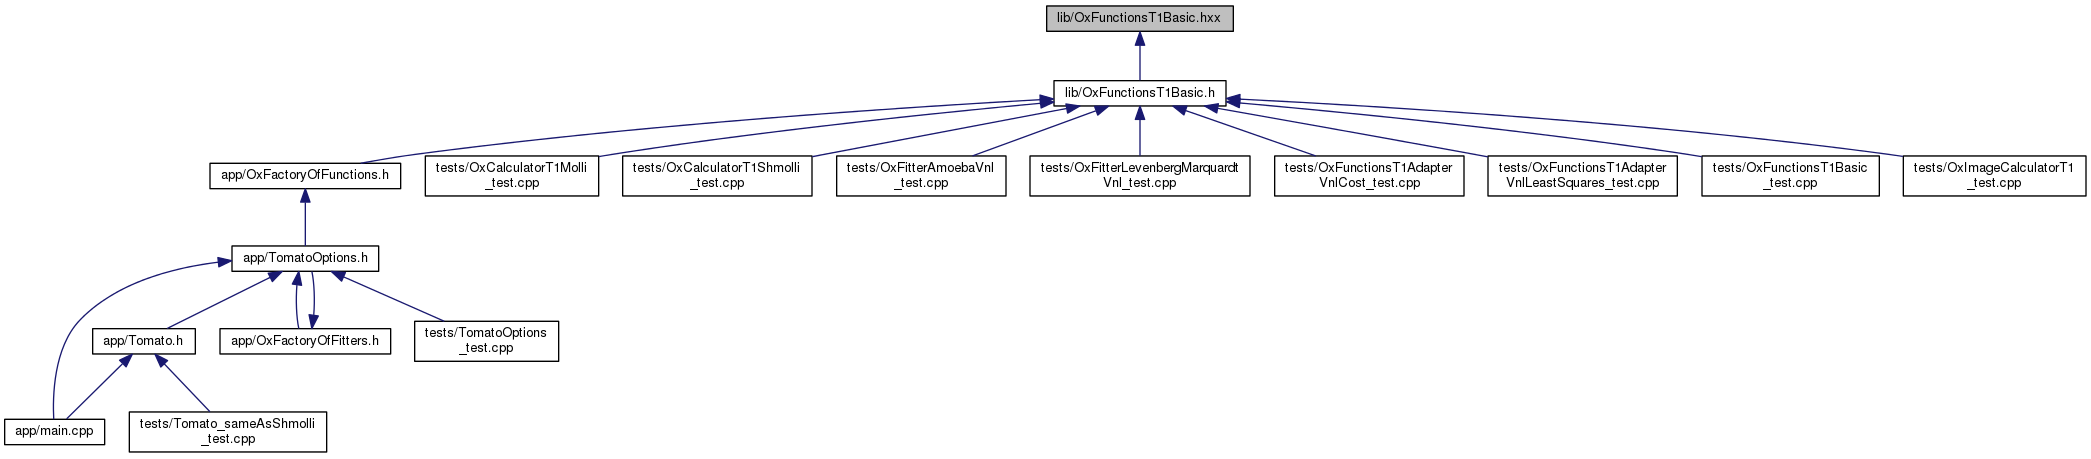 lib/OxFunctionsT1Basic.hxx
lib/OxFunctionsT1Basic.h
app/OxFactoryOfFunctions.h
tests/OxCalculatorT1Molli
_test.cpp
tests/OxCalculatorT1Shmolli
_test.cpp
tests/OxFitterAmoebaVnl
_test.cpp
tests/OxFitterLevenbergMarquardt
Vnl_test.cpp
tests/OxFunctionsT1Adapter
VnlCost_test.cpp
tests/OxFunctionsT1Adapter
VnlLeastSquares_test.cpp
tests/OxFunctionsT1Basic
_test.cpp
tests/OxImageCalculatorT1
_test.cpp
app/TomatoOptions.h
app/Tomato.h
app/OxFactoryOfFitters.h
tests/TomatoOptions
_test.cpp
app/main.cpp
tests/Tomato_sameAsShmolli
_test.cpp